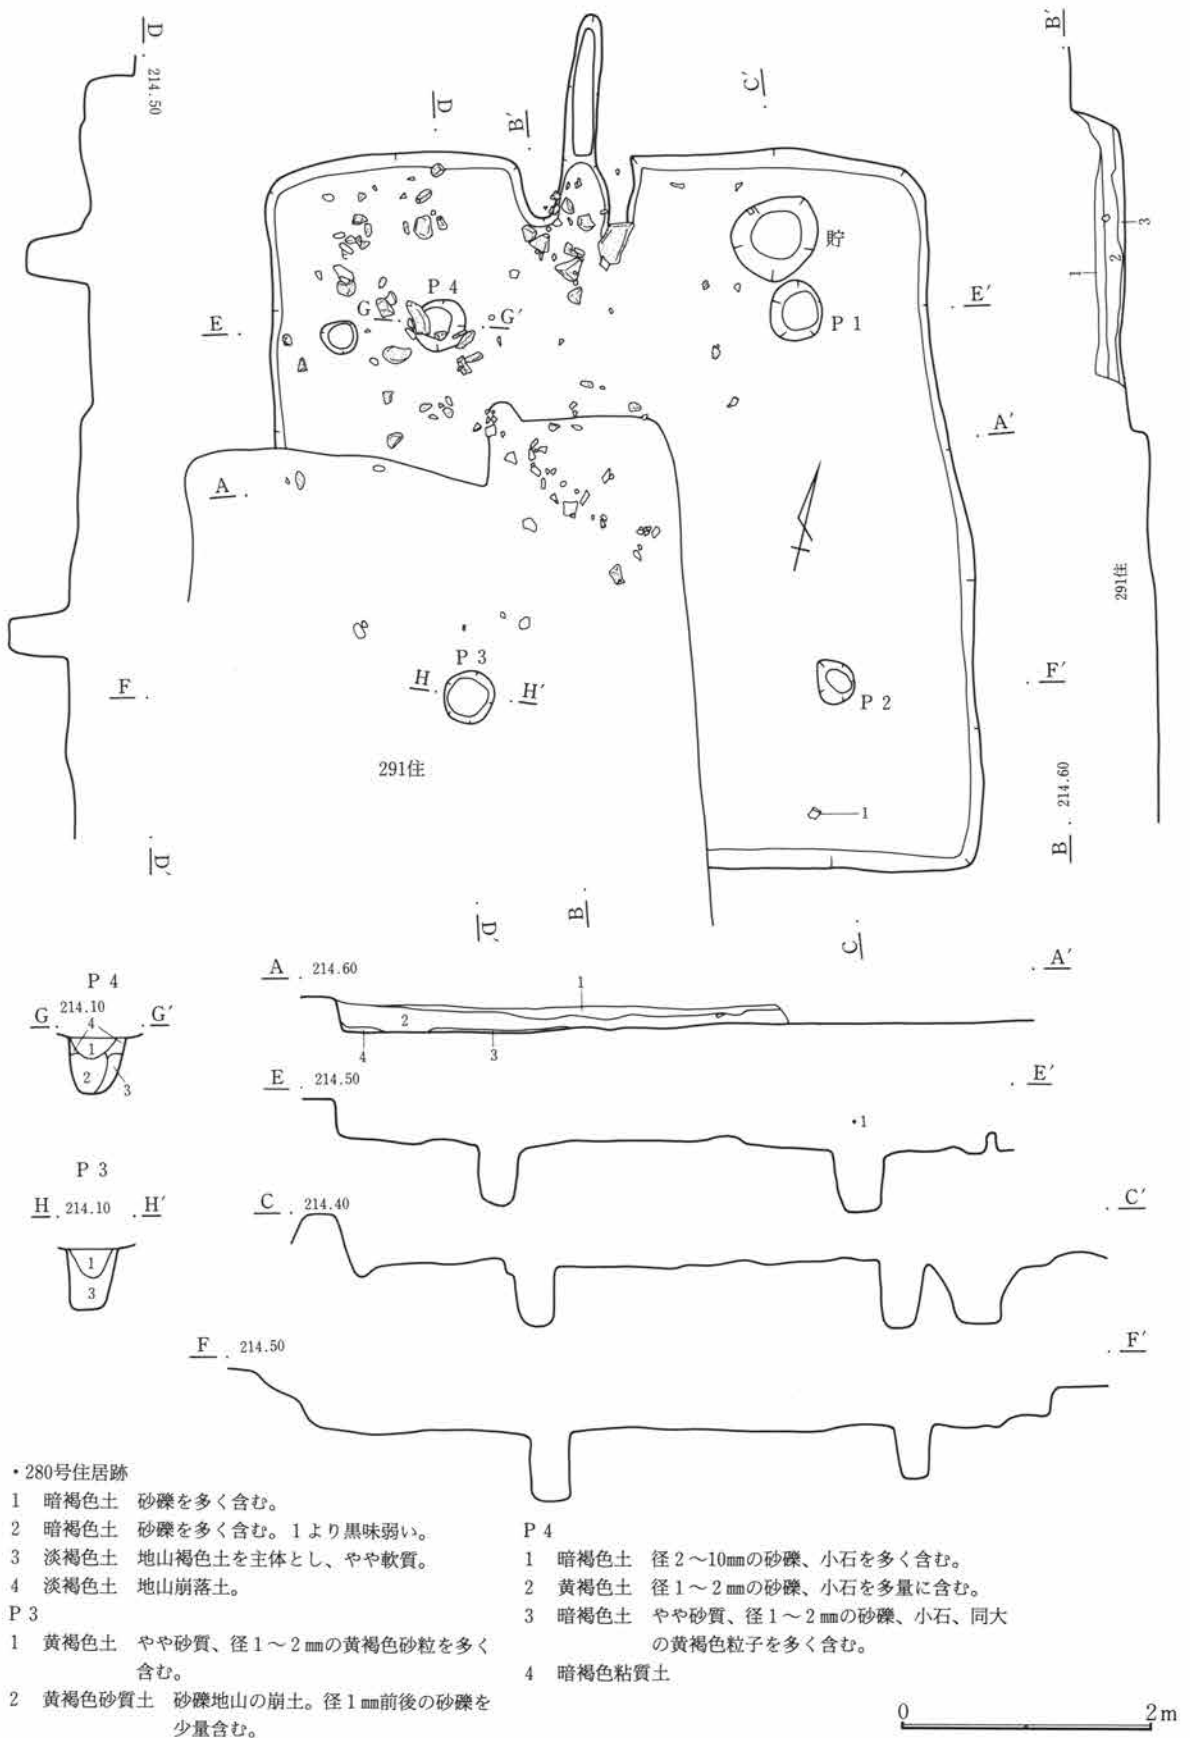 D
214.50
B′
C′
D
B′
貯
E′
P 4
G
G′
E
P 1
A′
A
1
2
3
291住
P 3
H
H′
F
F′
P 2
291住
1
B . 214.60
D′
D′
B
C
A . 214.60
A′
1
2
4
3
P 4
G
214.10
G′
4
1
2
3
E . 214.50
E′
1
P 3
H . 214.10
H′
1
3
C . 214.40
C′
F . 214.50
F′
・280号住居跡
1 暗褐色土 砂礫を多く含む。
2 暗褐色土 砂礫を多く含む。1より黒味弱い。
3 淡褐色土 地山褐色土を主体とし、やや軟質。
4 淡褐色土 地山崩落土。
P 3
1 黄褐色土 やや砂質、径1～2㎜の黄褐色砂粒を多く
含む。
2 黄褐色砂質土 砂礫地山の崩土。径1㎜前後の砂礫を
少量含む。
P 4
1 暗褐色土 径2～10㎜の砂礫、小石を多く含む。
2 黄褐色土 径1～2㎜の砂礫、小石を多量に含む。
3 暗褐色土 やや砂質、径1～2㎜の砂礫、小石、同大
の黄褐色粒子を多く含む。
4 暗褐色粘質土
0
2m